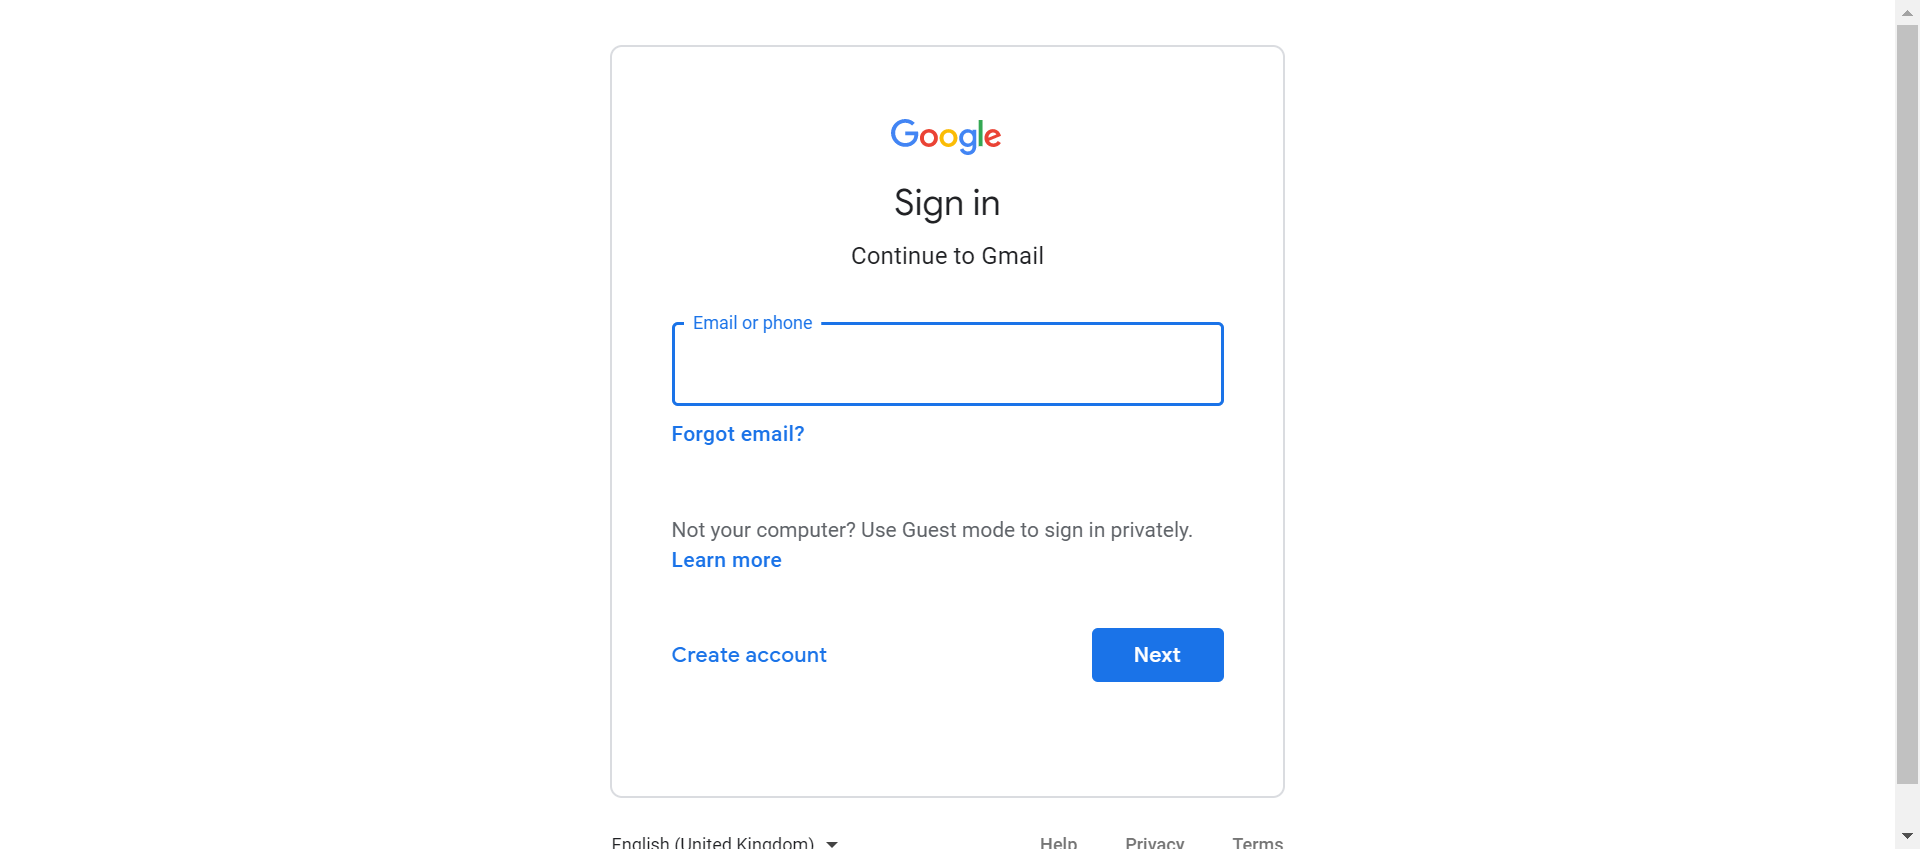 Google
Sign in
Continue to Gmail
Email or phone
Forgot email?
Not your computer? Use Guest mode to sign in privately.
Learn more
Create account
Next
English (United Kingdom)
Help
Privacy
Terms